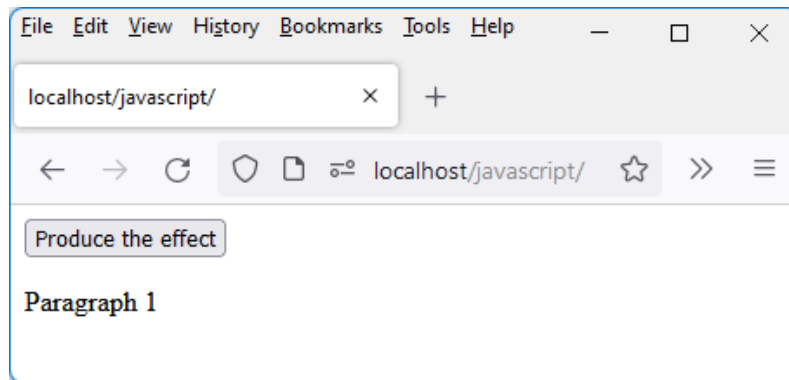 File Edit View History Bookmarks Tools Help
localhost/javascript/
localhost/javascript/
Produce the effect
Paragraph 1